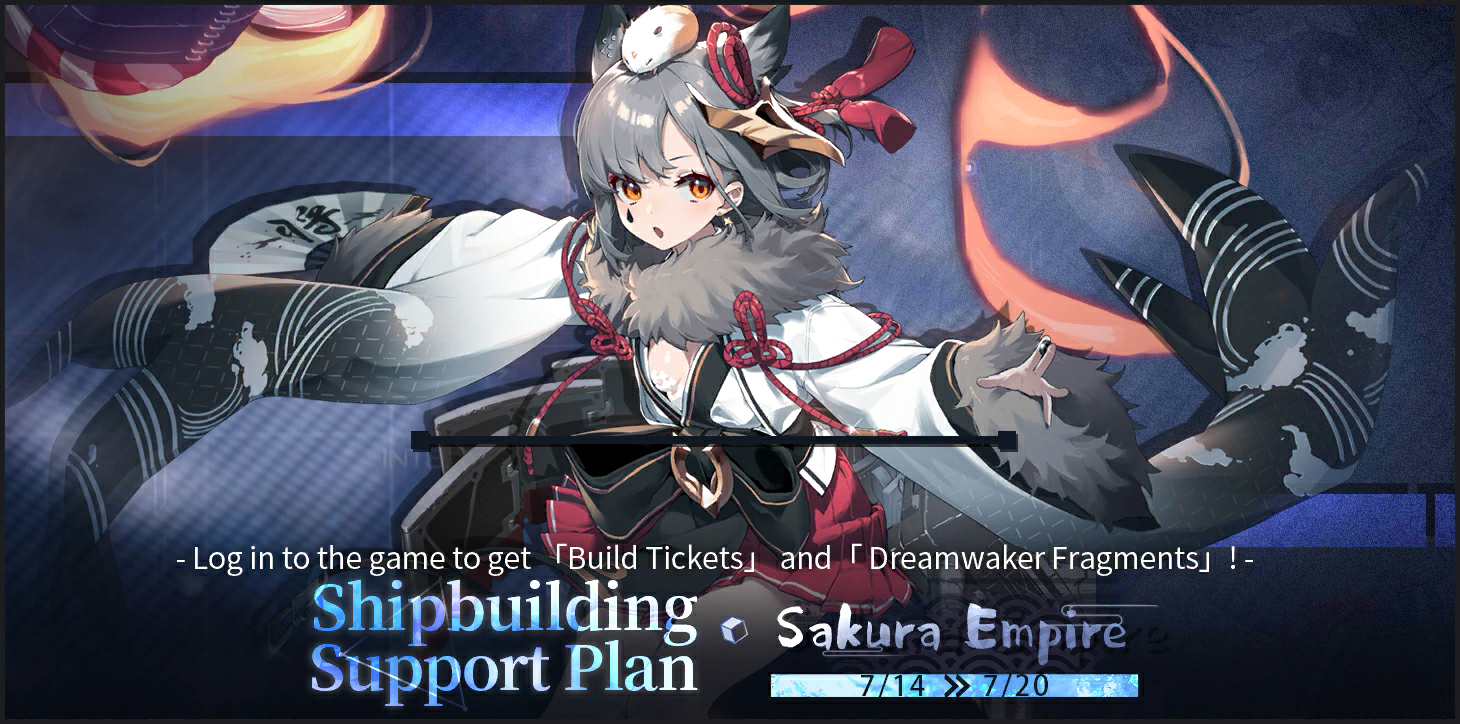 - Log in to the game to get 「Build Tickets」 and「 Dreamwaker Fragments」! -
Shipbuilding
Support Plan
Sakura Empire
7/14 >> 7/20